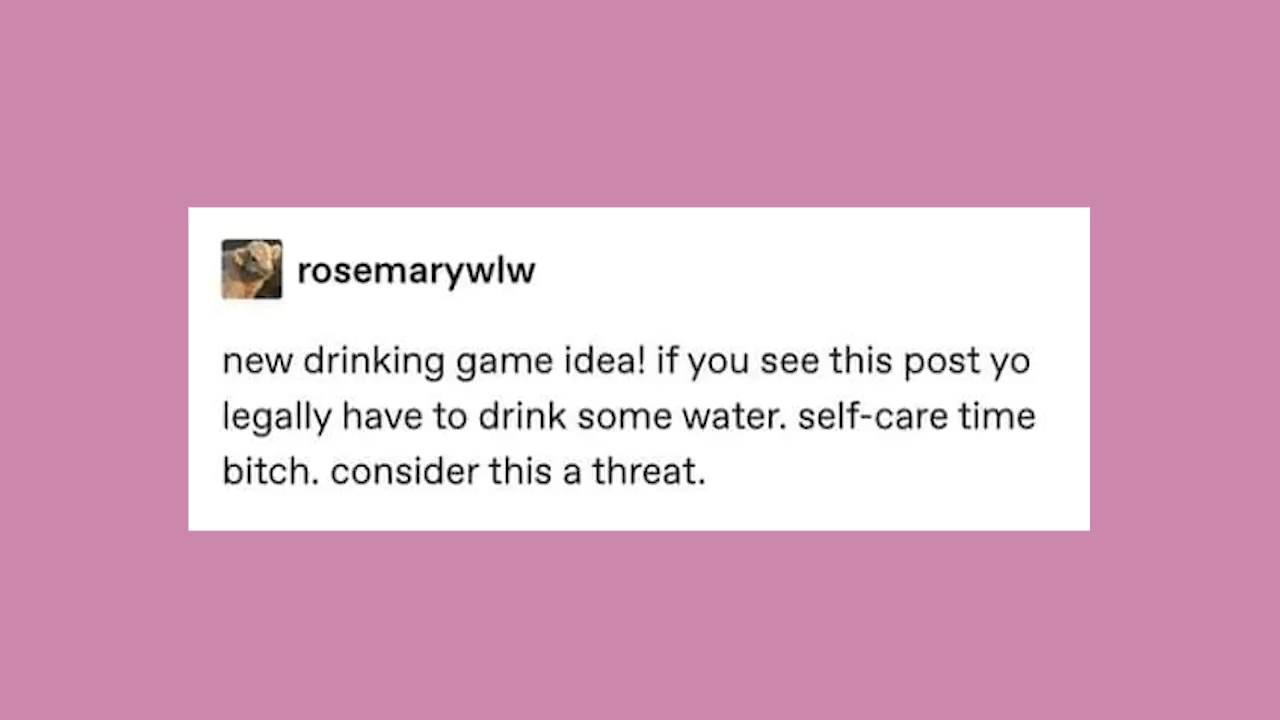 rosemarywlw
new drinking game idea! if you see this post yo
legally have to drink some water. self-care time
bitch. consider this a threat.